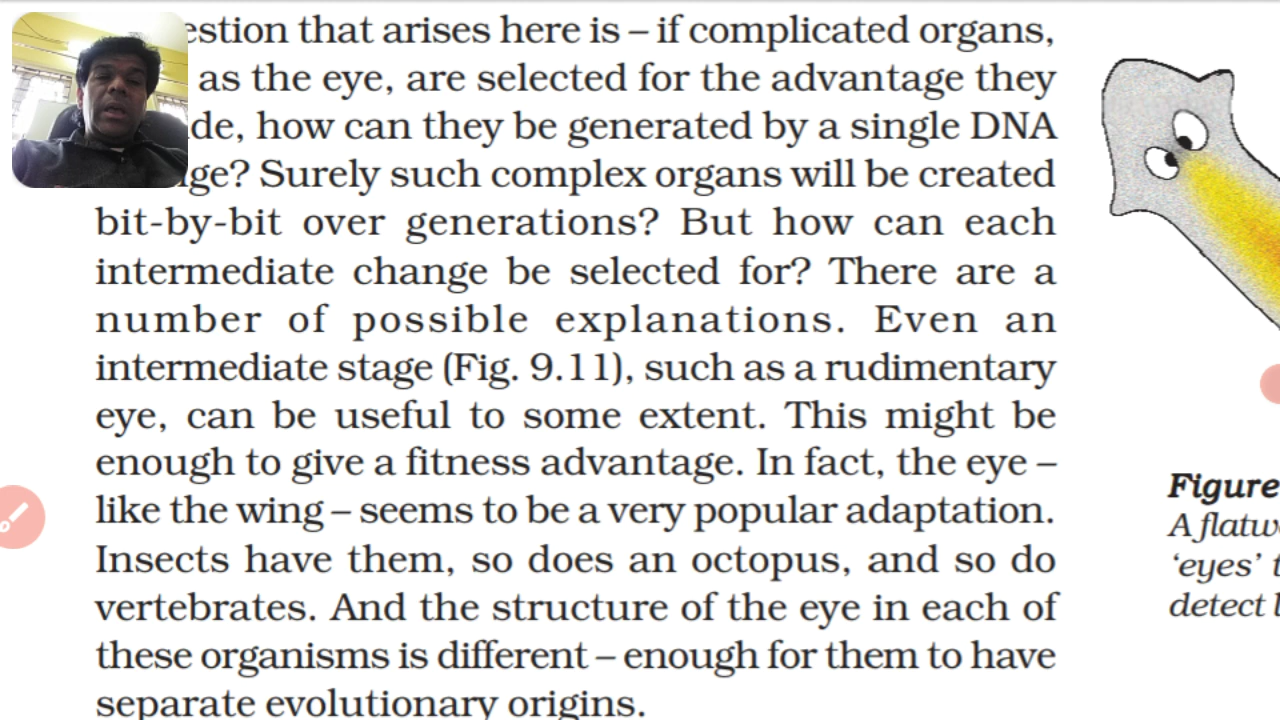 estion that arises here is – if complicated organs,
as the eye, are selected for the advantage they
de, how can they be generated by a single DNA
ge? Surely such complex organs will be created
bit-by-bit over generations? But how can each
intermediate change be selected for? There are a
number of possible explanations. Even an
intermediate stage (Fig. 9.11), such as a rudimentary
eye, can be useful to some extent. This might be
enough to give a fitness advantage. In fact, the eye –
like the wing – seems to be a very popular adaptation.
Insects have them, so does an octopus, and so do
vertebrates. And the structure of the eye in each of
these organisms is different – enough for them to have
separate evolutionary origins.
Figure
A flatw
‘eyes’ t
detect l